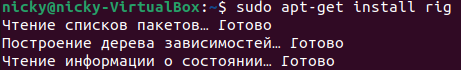 nicky@nicky-VirtualBox:~$ sudo apt-get install rig
Чтение списков пакетов… Готово
Построение дерева зависимостей… Готово
Чтение информации о состоянии… Готово